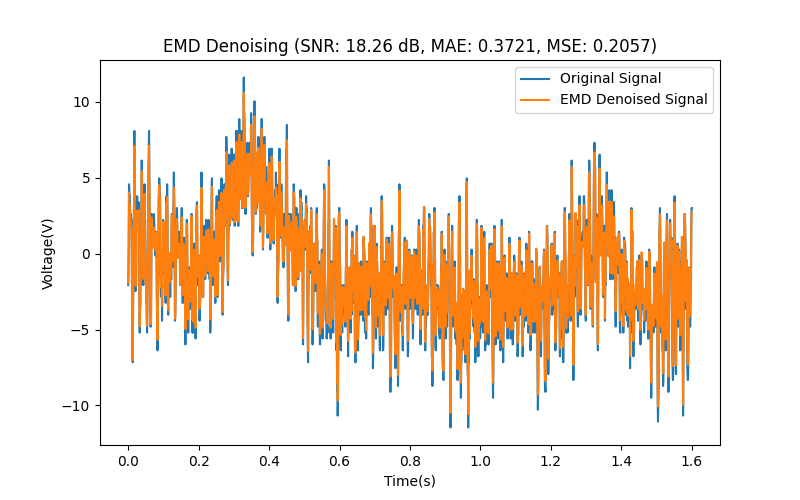 EMD Denoising (SNR: 18.26 dB, MAE: 0.3721, MSE: 0.2057)
Original Signal
EMD Denoised Signal
10
5
0
−5
−10
Voltage(V)
0.0 0.2 0.4 0.6 0.8 1.0 1.2 1.4 1.6
Time(s)